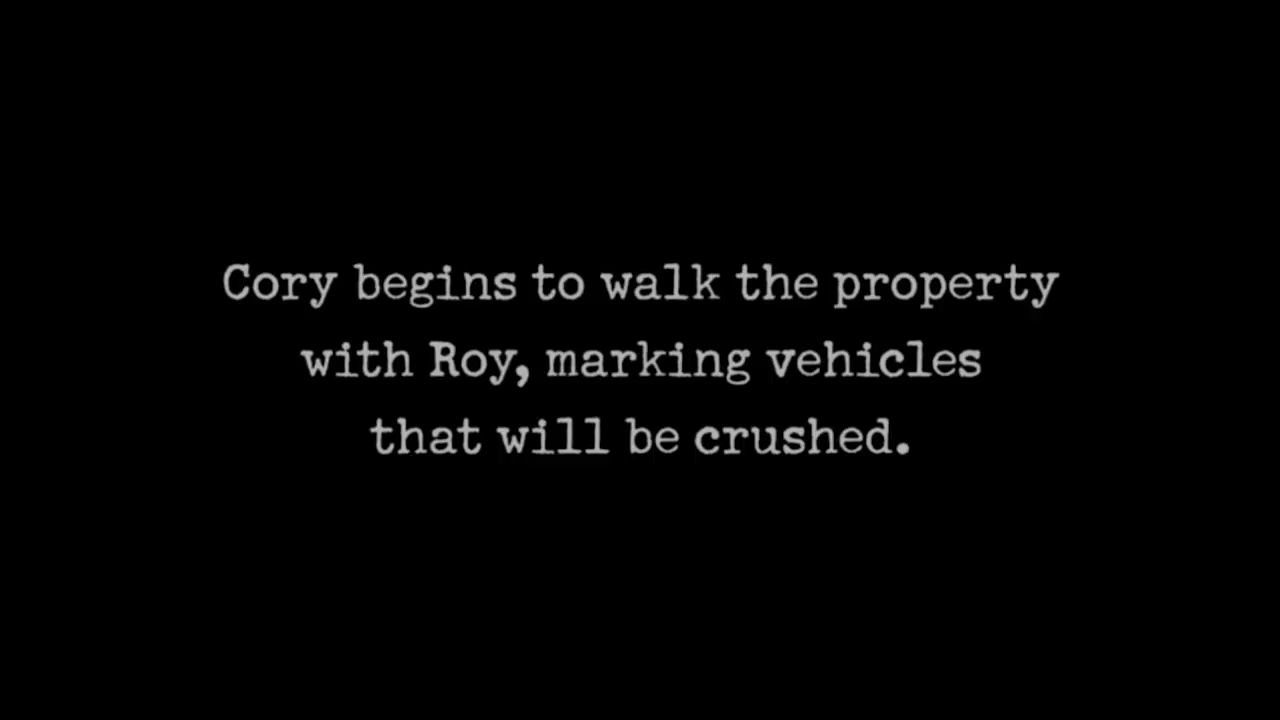 Cory begins to walk the property
with Roy, marking vehicles
that will be crushed.